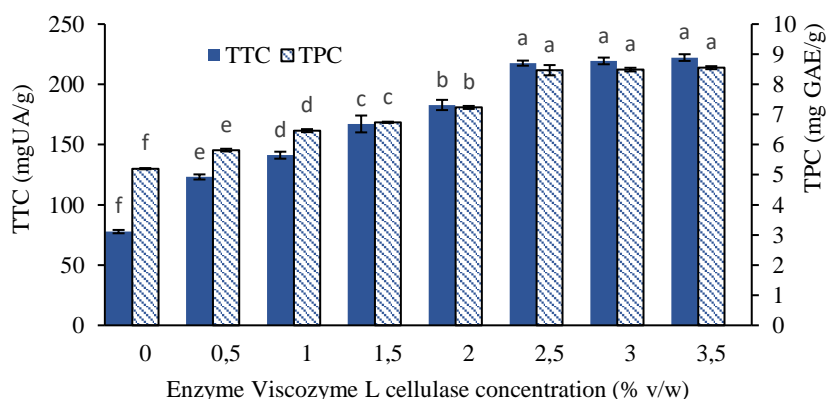 TTC (mgUA/g)
250
200
150
100
50
0
TTC TPC
f f e e d d c c b b a a a a a a
10
9
8
7
6
5
4
3
2
1
0
TPC (mg GAE/g)
0 0,5 1 1,5 2 2,5 3 3,5
Enzyme Viscozyme L cellulase concentration (% v/w)